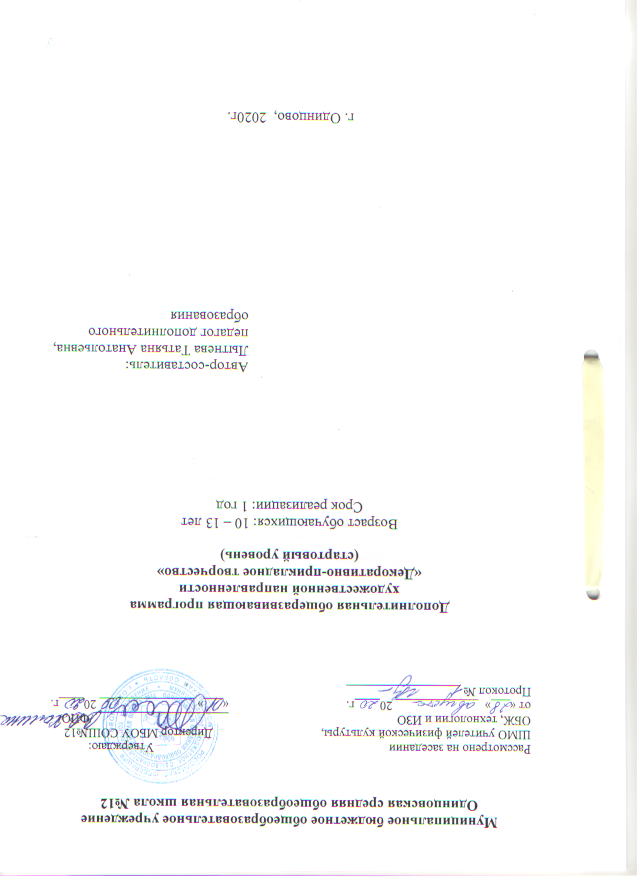 Муниципальное бюджетное общеобразовательное учреждение
Одинцовская средняя общеобразовательная школа №12
Рассмотрено на заседании
ШМО учителей физической культуры,
ОБЖ, технологии и ИЗО
от «28» августа 2020 г.
Протокол № 1
Утверждаю:
Директор МБОУ СОШ№12
ФИО
« » 2020 г.
Дополнительная общеразвивающая программа
художественной направленности
«Декоративно-прикладное творчество»
(стартовый уровень)
Возраст обучающихся: 10 – 13 лет
Срок реализации: 1 год
Автор-составитель:
Лытнева Татьяна Анатольевна,
педагог дополнительного
образования
г. Одинцово, 2020г.